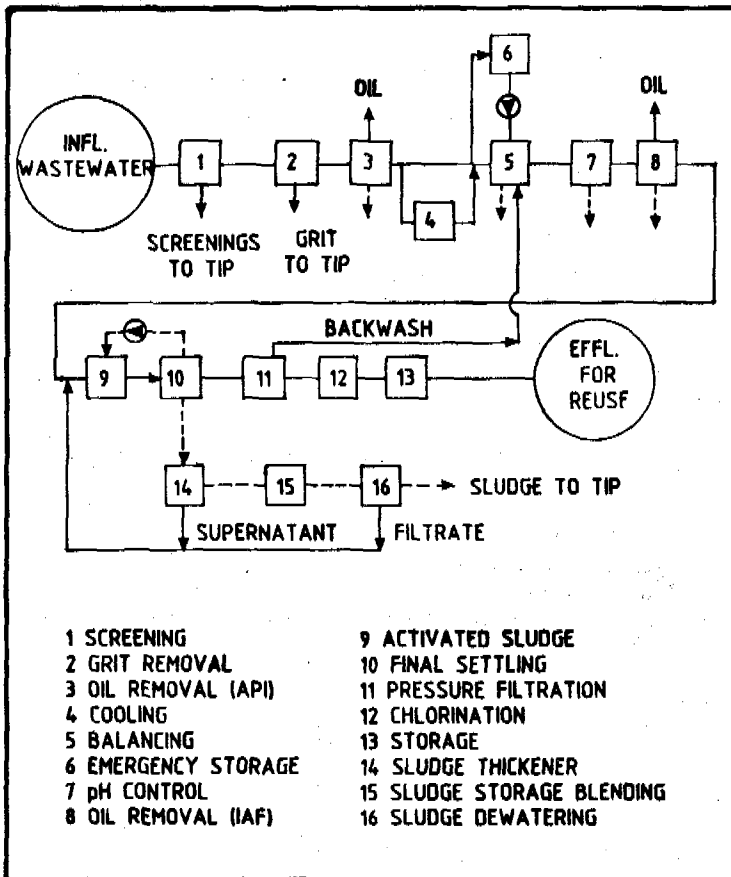 6
OIL
OIL
INFL.
WASTEWATER
1
2
3
5
7
8
4
SCREENINGS
TO TIP
GRIT
TO TIP
BACKWASH
9
10
11
12
13
EFFL.
FOR
REUSE
14
15
16
SLUDGE TO TIP
SUPERNATANT
FILTRATE
1 SCREENING
2 GRIT REMOVAL
3 OIL REMOVAL (API)
4 COOLING
5 BALANCING
6 EMERGENCY STORAGE
7 pH CONTROL
8 OIL REMOVAL (IAF)
9 ACTIVATED SLUDGE
10 FINAL SETTLING
11 PRESSURE FILTRATION
12 CHLORINATION
13 STORAGE
14 SLUDGE THICKENER
15 SLUDGE STORAGE BLENDING
16 SLUDGE DEWATERING